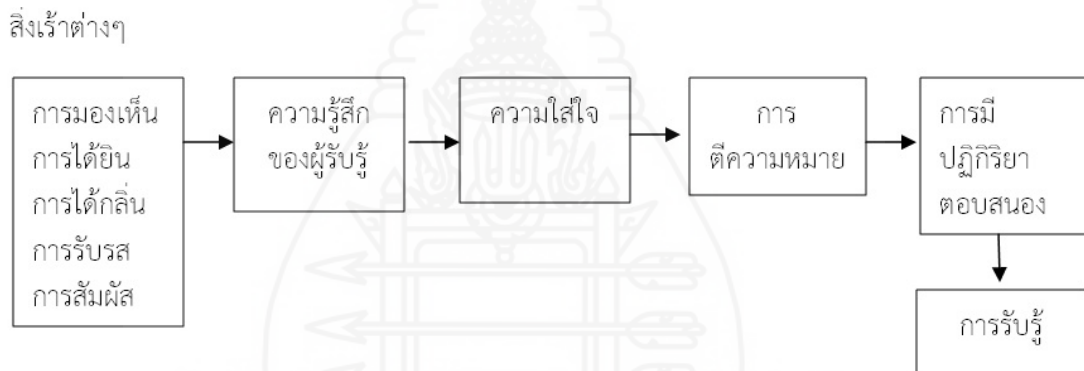 สิ่งเร้าต่างๆ
การมองเห็น
การได้ยิน
การได้กลิ่น
การรับรส
การสัมผัส
ความรู้สึก
ของผู้รับรู้
ความใส่ใจ
การ
ตีความหมาย
การมี
ปฏิกิริยา
ตอบสนอง
การรับรู้